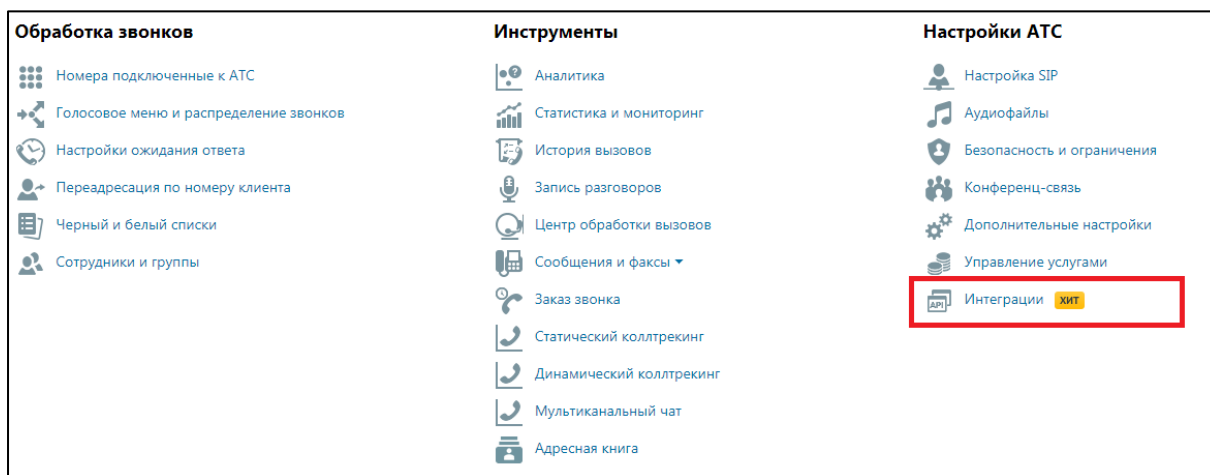 Обработка звонков
Номера подключенные к АТС
Голосовое меню и распределение звонков
Настройки ожидания ответа
Переадресация по номеру клиента
Черный и белый списки
Сотрудники и группы
Инструменты
Аналитика
Статистика и мониторинг
История вызовов
Запись разговоров
Центр обработки вызовов
Сообщения и факсы
Заказ звонка
Статический коллтрекинг
Динамический коллтрекинг
Мультиканальный чат
Адресная книга
Настройки АТС
Настройка SIP
Аудиофайлы
Безопасность и ограничения
Конференц-связь
Дополнительные настройки
Управление услугами
API Интеграции ХИТ